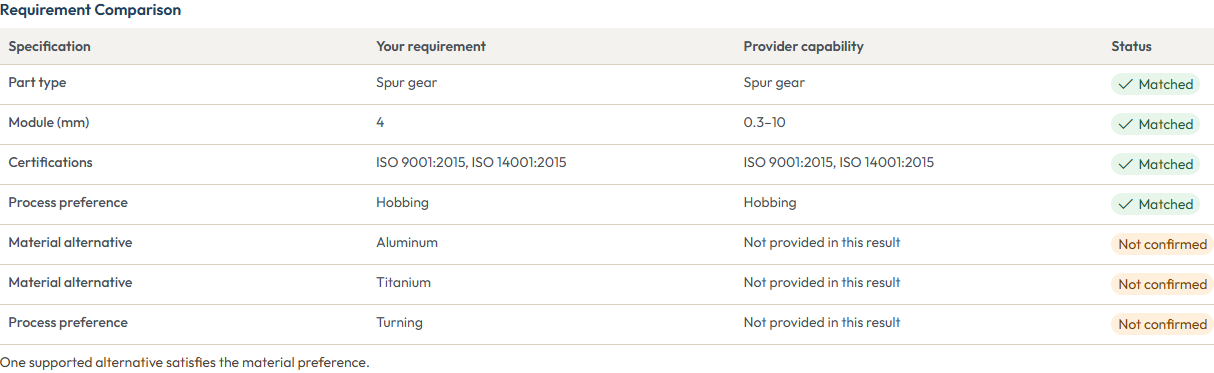 Requirement Comparison
Specification Your requirement Provider capability Status
Part type Spur gear Spur gear Matched
Module (mm) 4 0.3–10 Matched
Certifications ISO 9001:2015, ISO 14001:2015 ISO 9001:2015, ISO 14001:2015 Matched
Process preference Hobbing Hobbing Matched
Material alternative Aluminum Not provided in this result Not confirmed
Material alternative Titanium Not provided in this result Not confirmed
Process preference Turning Not provided in this result Not confirmed
One supported alternative satisfies the material preference.